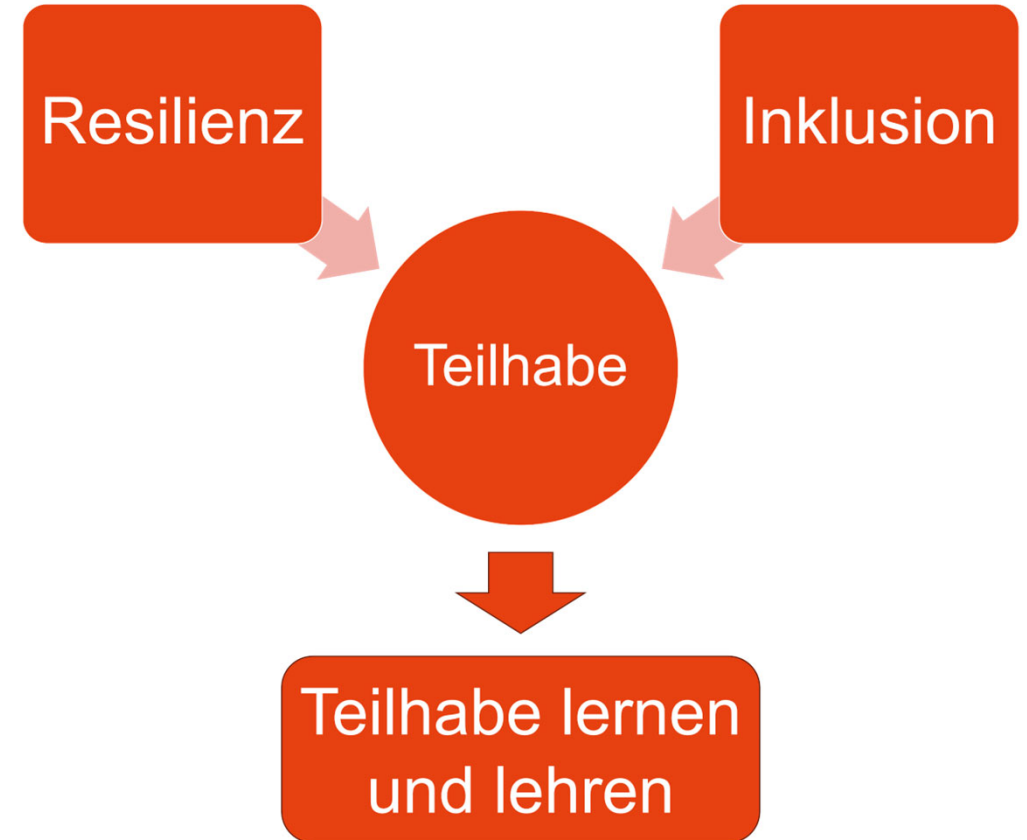 Resilienz
Inklusion
Teilhabe
Teilhabe lernen
und lehren